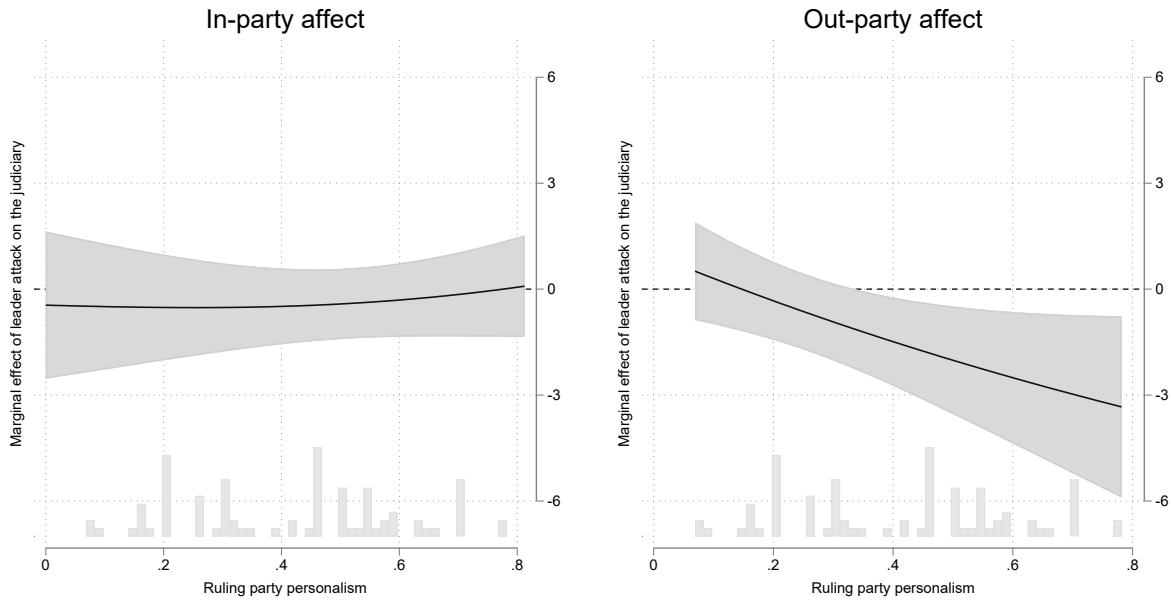 In-party affect
Marginal effect of leader attack on the judiciary
6
3
0
-3
-6
0 .2 .4 .6 .8
Ruling party personalism
Out-party affect
Marginal effect of leader attack on the judiciary
6
3
0
-3
-6
0 .2 .4 .6 .8
Ruling party personalism